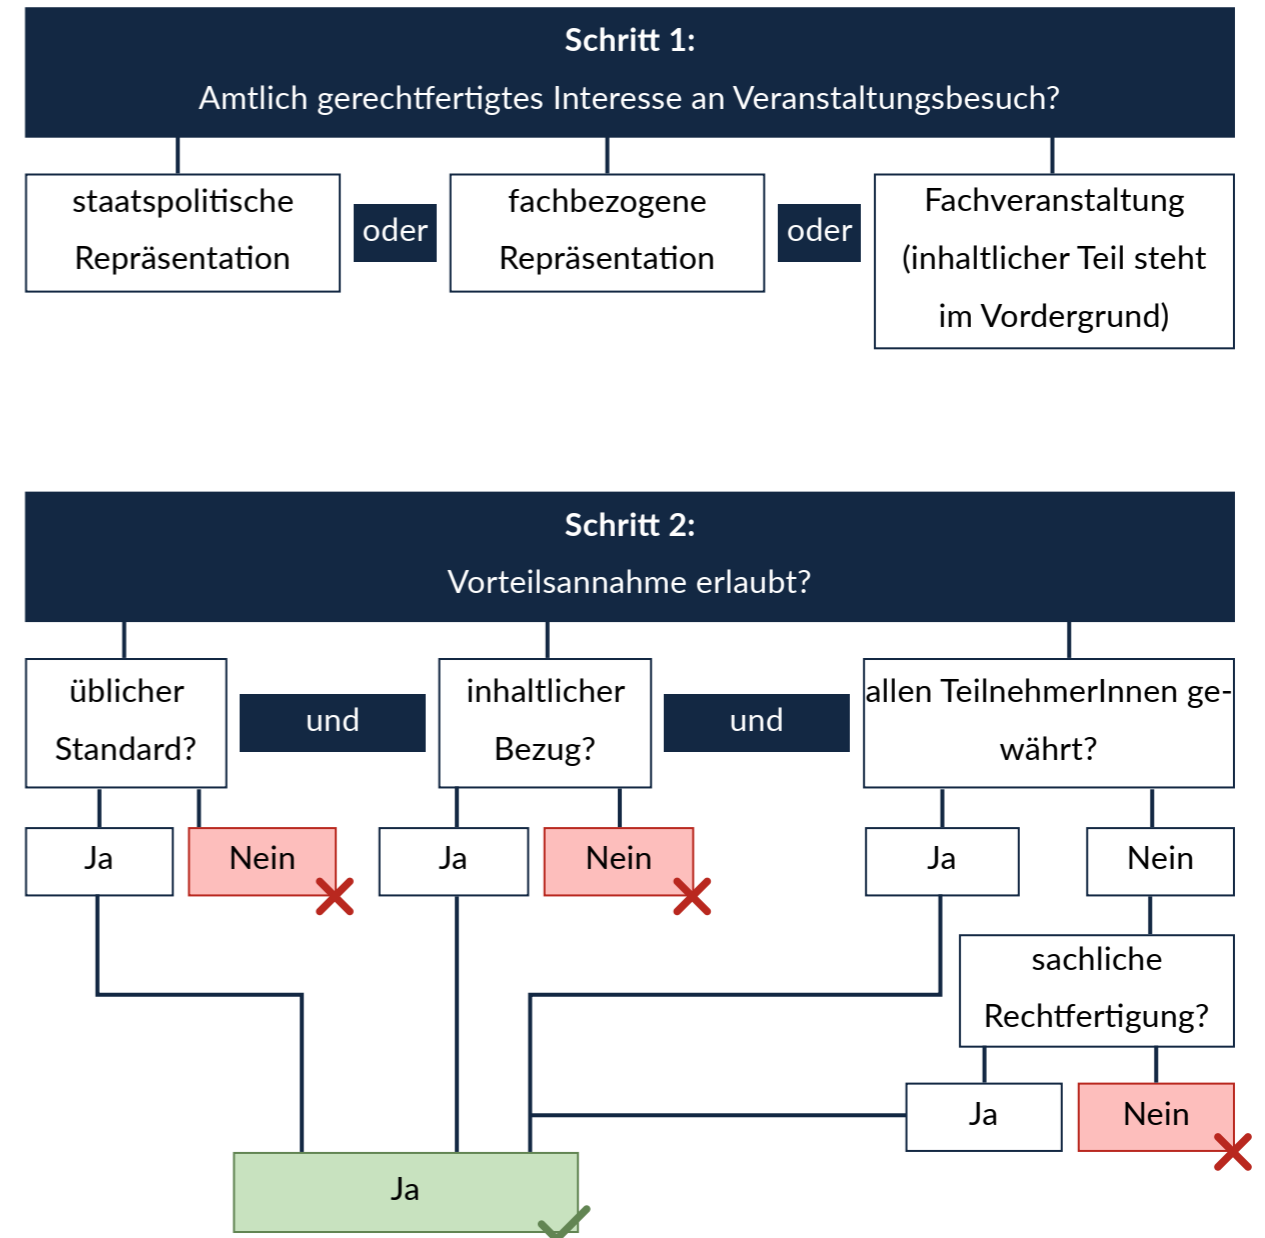 Schritt 1:
Amtlich gerechtfertigtes Interesse an Veranstaltungsbesuch?
staatspolitische
Repräsentation
oder
fachbezogene
Repräsentation
oder
Fachveranstaltung
(inhaltlicher Teil steht
im Vordergrund)
Schritt 2:
Vorteilsannahme erlaubt?
üblicher
Standard?
und
inhaltlicher
Bezug?
und
allen TeilnehmerInnen ge-
währt?
Ja
Nein
Ja
Nein
Ja
Nein
sachliche
Rechtfertigung?
Ja
Nein
Ja